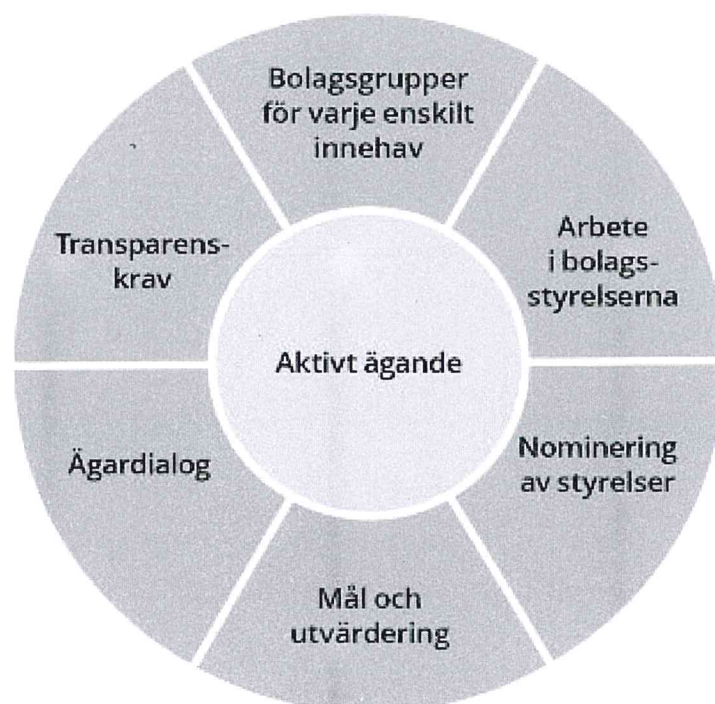 Bolagsgrupper
för varje enskilt
innehav
Arbete
i bolags-
styrelserna
Nominering
av styrelser
Mål och
utvärdering
Ägardialog
Transparens-
krav
Aktivt ägande